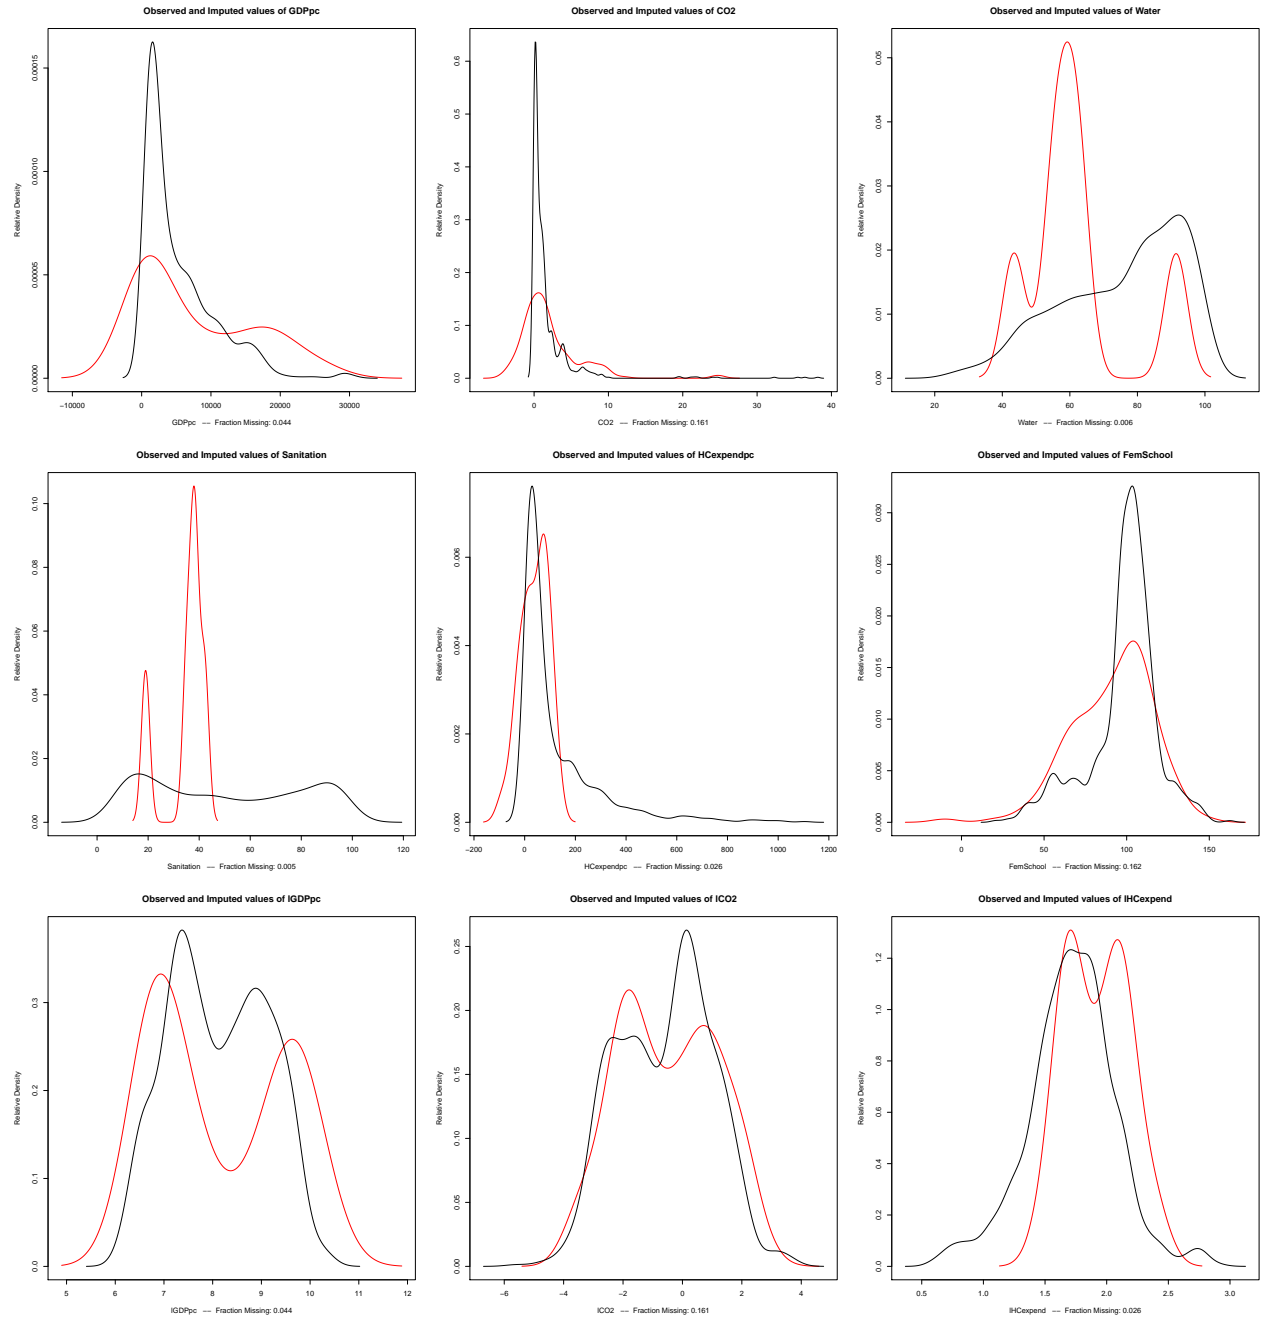 Observed and Imputed values of GDPpc
Relative Density
0.00000
0.00005
0.00010
0.00015
−10000 0 10000 20000 30000
GDPpc −− Fraction Missing: 0.044
Observed and Imputed values of CO2
Relative Density
0.0
0.1
0.2
0.3
0.4
0.5
0.6
0 10 20 30 40
CO2 −− Fraction Missing: 0.161
Observed and Imputed values of Water
Relative Density
0.00
0.01
0.02
0.03
0.04
0.05
20 40 60 80 100
Water −− Fraction Missing: 0.006
Observed and Imputed values of Sanitation
Relative Density
0.00
0.02
0.04
0.06
0.08
0.10
0 20 40 60 80 100 120
Sanitation −− Fraction Missing: 0.005
Observed and Imputed values of HCexpendpc
Relative Density
0.000
0.002
0.004
0.006
−200 0 200 400 600 800 1000 1200
HCexpendpc −− Fraction Missing: 0.026
Observed and Imputed values of FemSchool
Relative Density
0.000
0.005
0.010
0.015
0.020
0.025
0.030
0 50 100 150
FemSchool −− Fraction Missing: 0.162
Observed and Imputed values of lGDPpc
Relative Density
0.0
0.1
0.2
0.3
5 6 7 8 9 10 11 12
lGDPpc −− Fraction Missing: 0.044
Observed and Imputed values of lCO2
Relative Density
0.00
0.05
0.10
0.15
0.20
0.25
−6 −4 −2 0 2 4
lCO2 −− Fraction Missing: 0.161
Observed and Imputed values of lHCexpend
Relative Density
0.0
0.2
0.4
0.6
0.8
1.0
1.2
0.5 1.0 1.5 2.0 2.5 3.0
lHCexpend −− Fraction Missing: 0.026